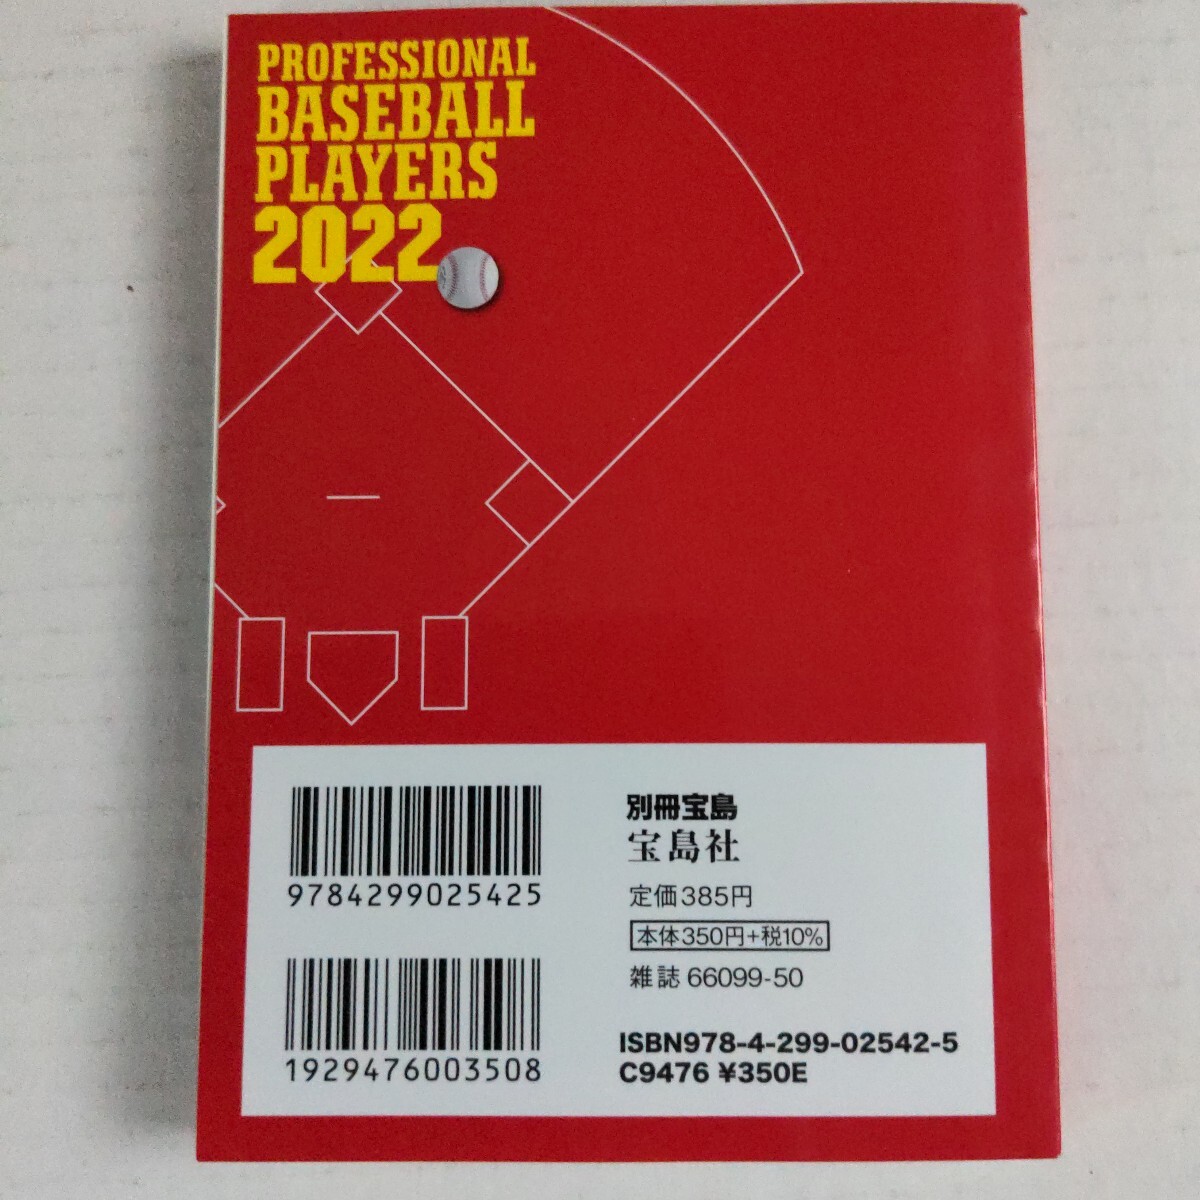 PROFESSIONAL
BASEBALL
PLAYERS
2022
9784299025425
1929476003508
別冊宝島
宝島社
定価385円
本体350円+税10%
雑誌 66099-50
ISBN978-4-299-02542-5
C9476 ¥350E